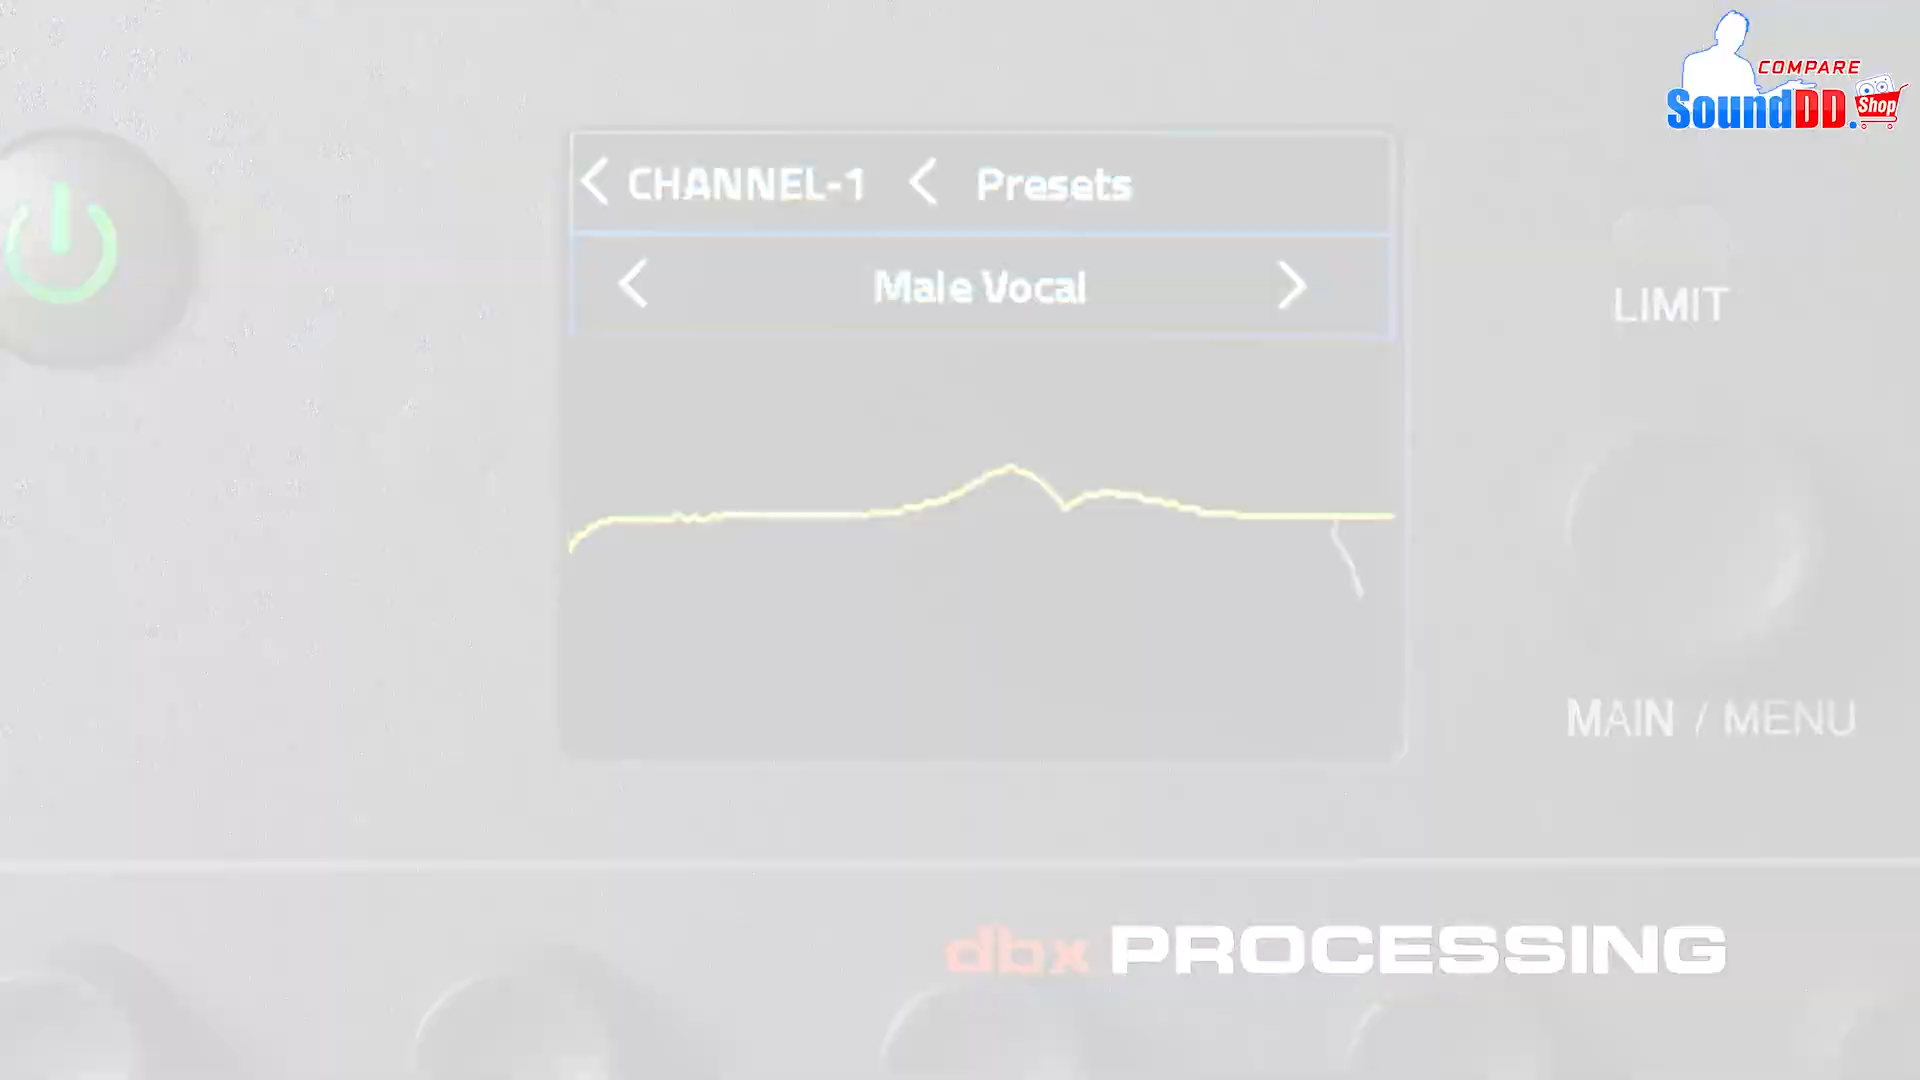 COMPARE
SoundDD.Shop
CHANNEL-1 Presets
Male Vocal
LIMIT
MAIN / MENU
dbx PROCESSING